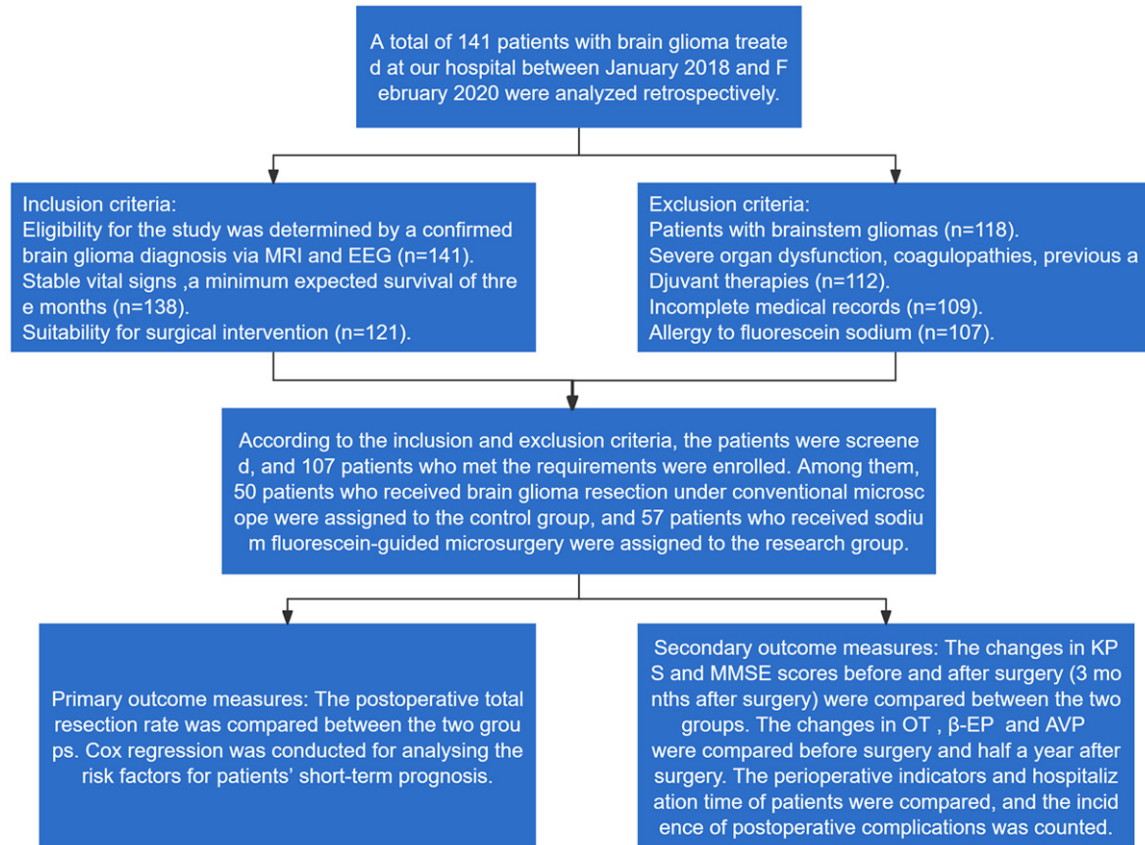 A total of 141 patients with brain glioma treate
d at our hospital between January 2018 and F
ebruary 2020 were analyzed retrospectively.
Inclusion criteria:
Eligibility for the study was determined by a confirmed
brain glioma diagnosis via MRI and EEG (n=141).
Stable vital signs ,a minimum expected survival of thre
e months (n=138).
Suitability for surgical intervention (n=121).
Exclusion criteria:
Patients with brainstem gliomas (n=118).
Severe organ dysfunction, coagulopathies, previous a
Djuvant therapies (n=112).
Incomplete medical records (n=109).
Allergy to fluorescein sodium (n=107).
According to the inclusion and exclusion criteria, the patients were screene
d, and 107 patients who met the requirements were enrolled. Among them,
50 patients who received brain glioma resection under conventional microsc
ope were assigned to the control group, and 57 patients who received sodiu
m fluorescein-guided microsurgery were assigned to the research group.
Primary outcome measures: The postoperative total
resection rate was compared between the two grou
ps. Cox regression was conducted for analysing the
risk factors for patients’ short-term prognosis.
Secondary outcome measures: The changes in KP
S and MMSE scores before and after surgery (3 mo
nths after surgery) were compared between the two
groups. The changes in OT , β-EP and AVP
were compared before surgery and half a year after
surgery. The perioperative indicators and hospitaliz
ation time of patients were compared, and the incid
ence of postoperative complications was counted.